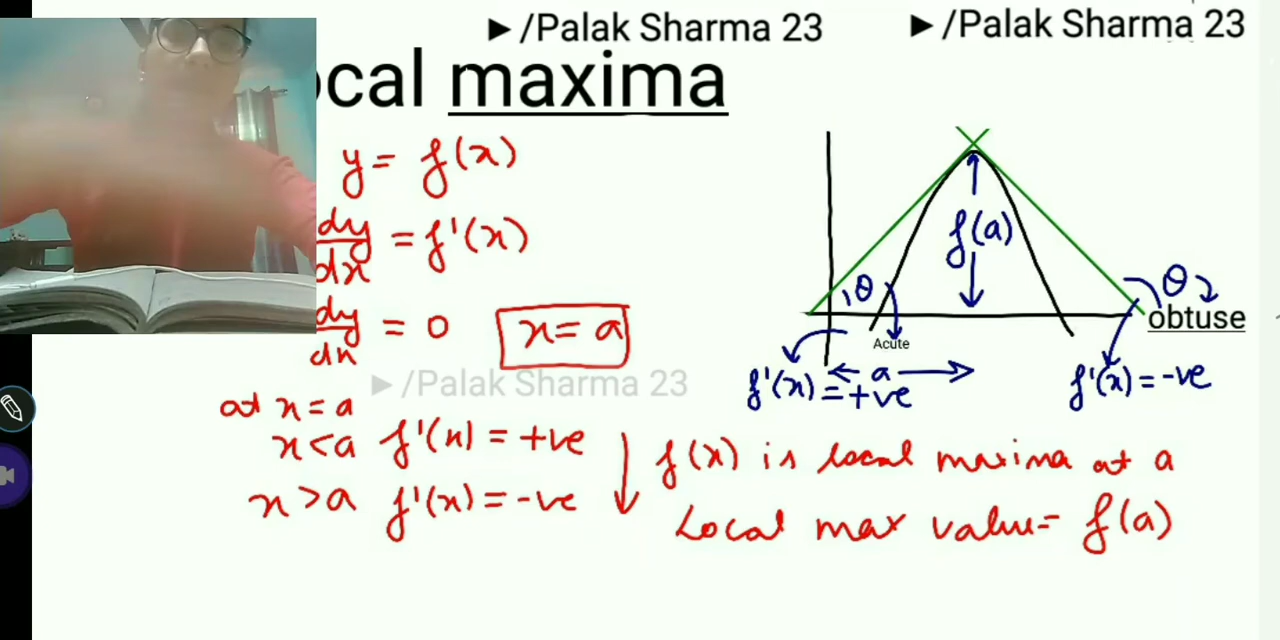 ►/Palak Sharma 23 ►/Palak Sharma 23
ocal maxima
y = f(x)
dy/dx = f'(x)
dy/dx = 0 x = a
►/Palak Sharma 23
at x = a
x < a f'(x) = +ve
x > a f'(x) = -ve
f(x) is local maxima at a
Local max value = f(a)
f(a)
θ
Acute
θ
obtuse
a
f'(x) = +ve
f'(x) = -ve